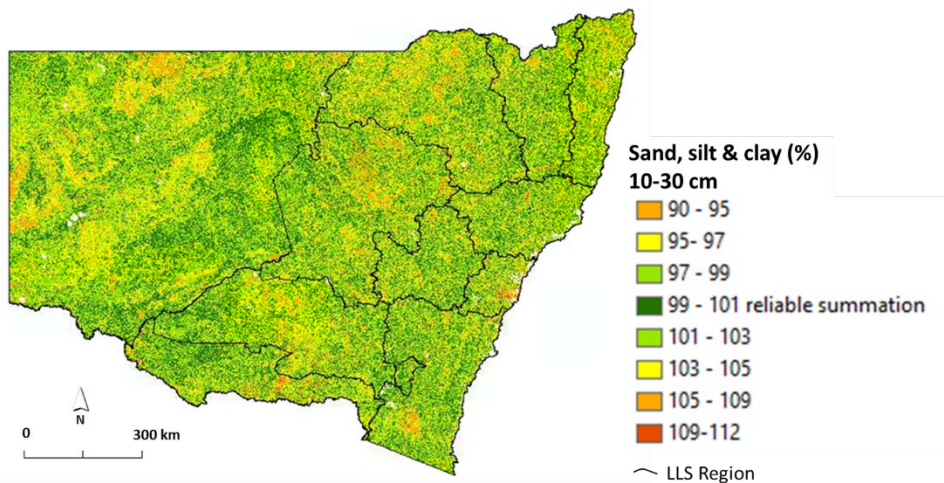 Sand, silt & clay (%)
10-30 cm
90 - 95
95- 97
97 - 99
99 - 101 reliable summation
101 - 103
103 - 105
105 - 109
109-112
LLS Region
N
0 300 km